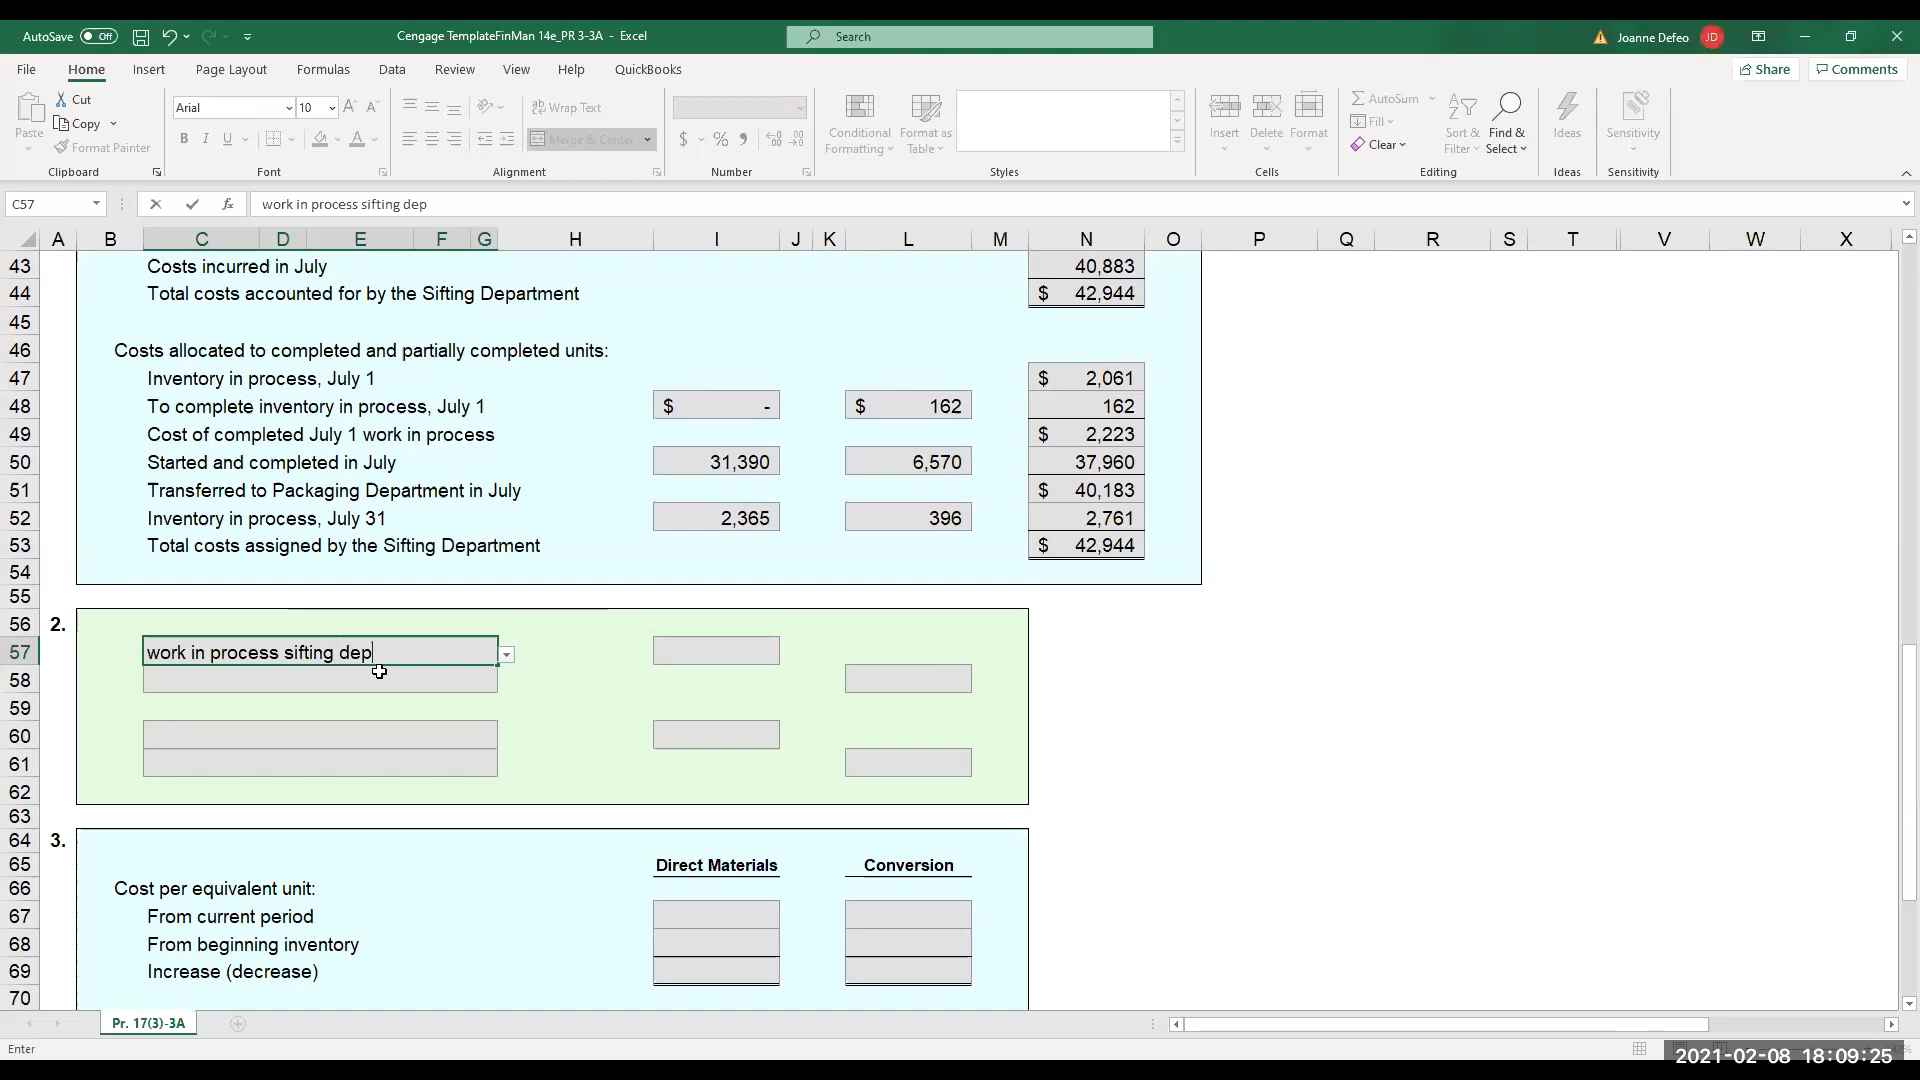 AutoSave Off
Cengage TemplateFinMan 14e_PR 3-3A - Excel
Search
Joanne Defeo JD
File Home Insert Page Layout Formulas Data Review View Help QuickBooks
Share Comments
Paste
Cut
Copy
Format Painter
Clipboard
Arial 10
B I U
Font
Wrap Text
Merge & Center
Alignment
$ % ,
Number
Conditional Formatting
Format as Table
Styles
Insert Delete Format
Cells
AutoSum
Fill
Clear
Sort & Filter
Find & Select
Editing
Ideas
Ideas
Sensitivity
Sensitivity
C57 fx work in process sifting dep
A B C D E F G H I J K L M N O P Q R S T V W X
43 Costs incurred in July 40,883
44 Total costs accounted for by the Sifting Department $ 42,944
45
46 Costs allocated to completed and partially completed units:
47 Inventory in process, July 1 $ 2,061
48 To complete inventory in process, July 1 $ - $ 162 162
49 Cost of completed July 1 work in process $ 2,223
50 Started and completed in July 31,390 6,570 37,960
51 Transferred to Packaging Department in July $ 40,183
52 Inventory in process, July 31 2,365 396 2,761
53 Total costs assigned by the Sifting Department $ 42,944
54
55
56 2.
57 work in process sifting dep
58
59
60
61
62
63
64 3.
65 Direct Materials Conversion
66 Cost per equivalent unit:
67 From current period
68 From beginning inventory
69 Increase (decrease)
70
Pr. 17(3)-3A
Enter
2021-02-08 18:09:25